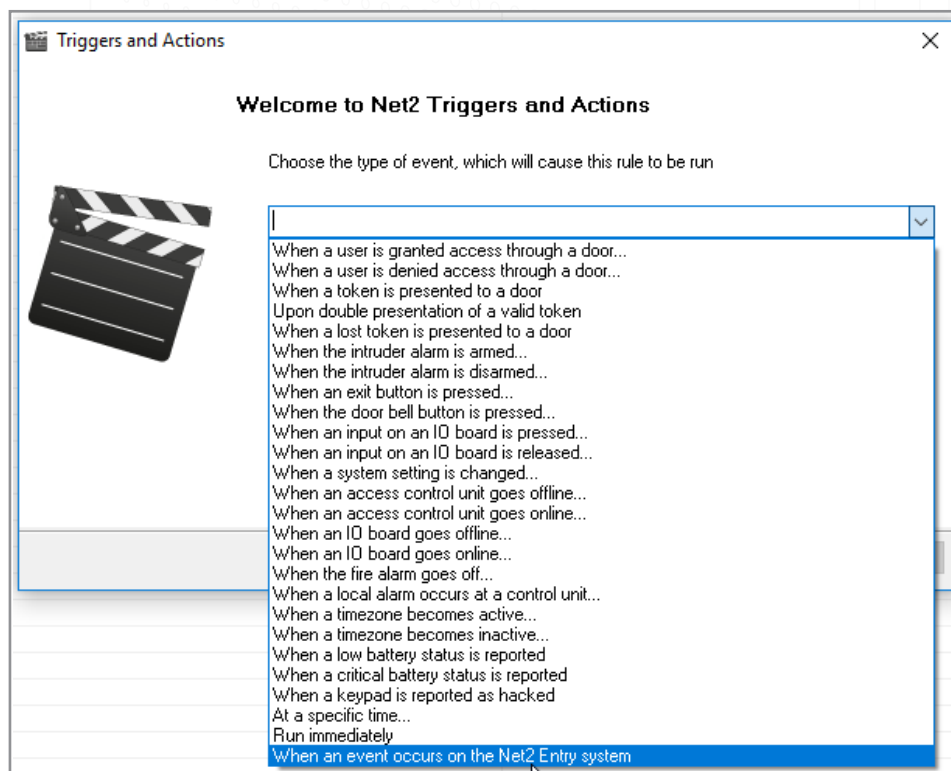 Triggers and Actions
Welcome to Net2 Triggers and Actions
Choose the type of event, which will cause this rule to be run
When a user is granted access through a door...
When a user is denied access through a door...
When a token is presented to a door
Upon double presentation of a valid token
When a lost token is presented to a door
When the intruder alarm is armed...
When the intruder alarm is disarmed...
When an exit button is pressed...
When the door bell button is pressed...
When an input on an IO board is pressed...
When an input on an IO board is released...
When a system setting is changed...
When an access control unit goes offline...
When an access control unit goes online...
When an IO board goes offline...
When an IO board goes online...
When the fire alarm goes off...
When a local alarm occurs at a control unit...
When a timezone becomes active...
When a timezone becomes inactive...
When a low battery status is reported
When a critical battery status is reported
When a keypad is reported as hacked
At a specific time...
Run immediately
When an event occurs on the Net2 Entry system